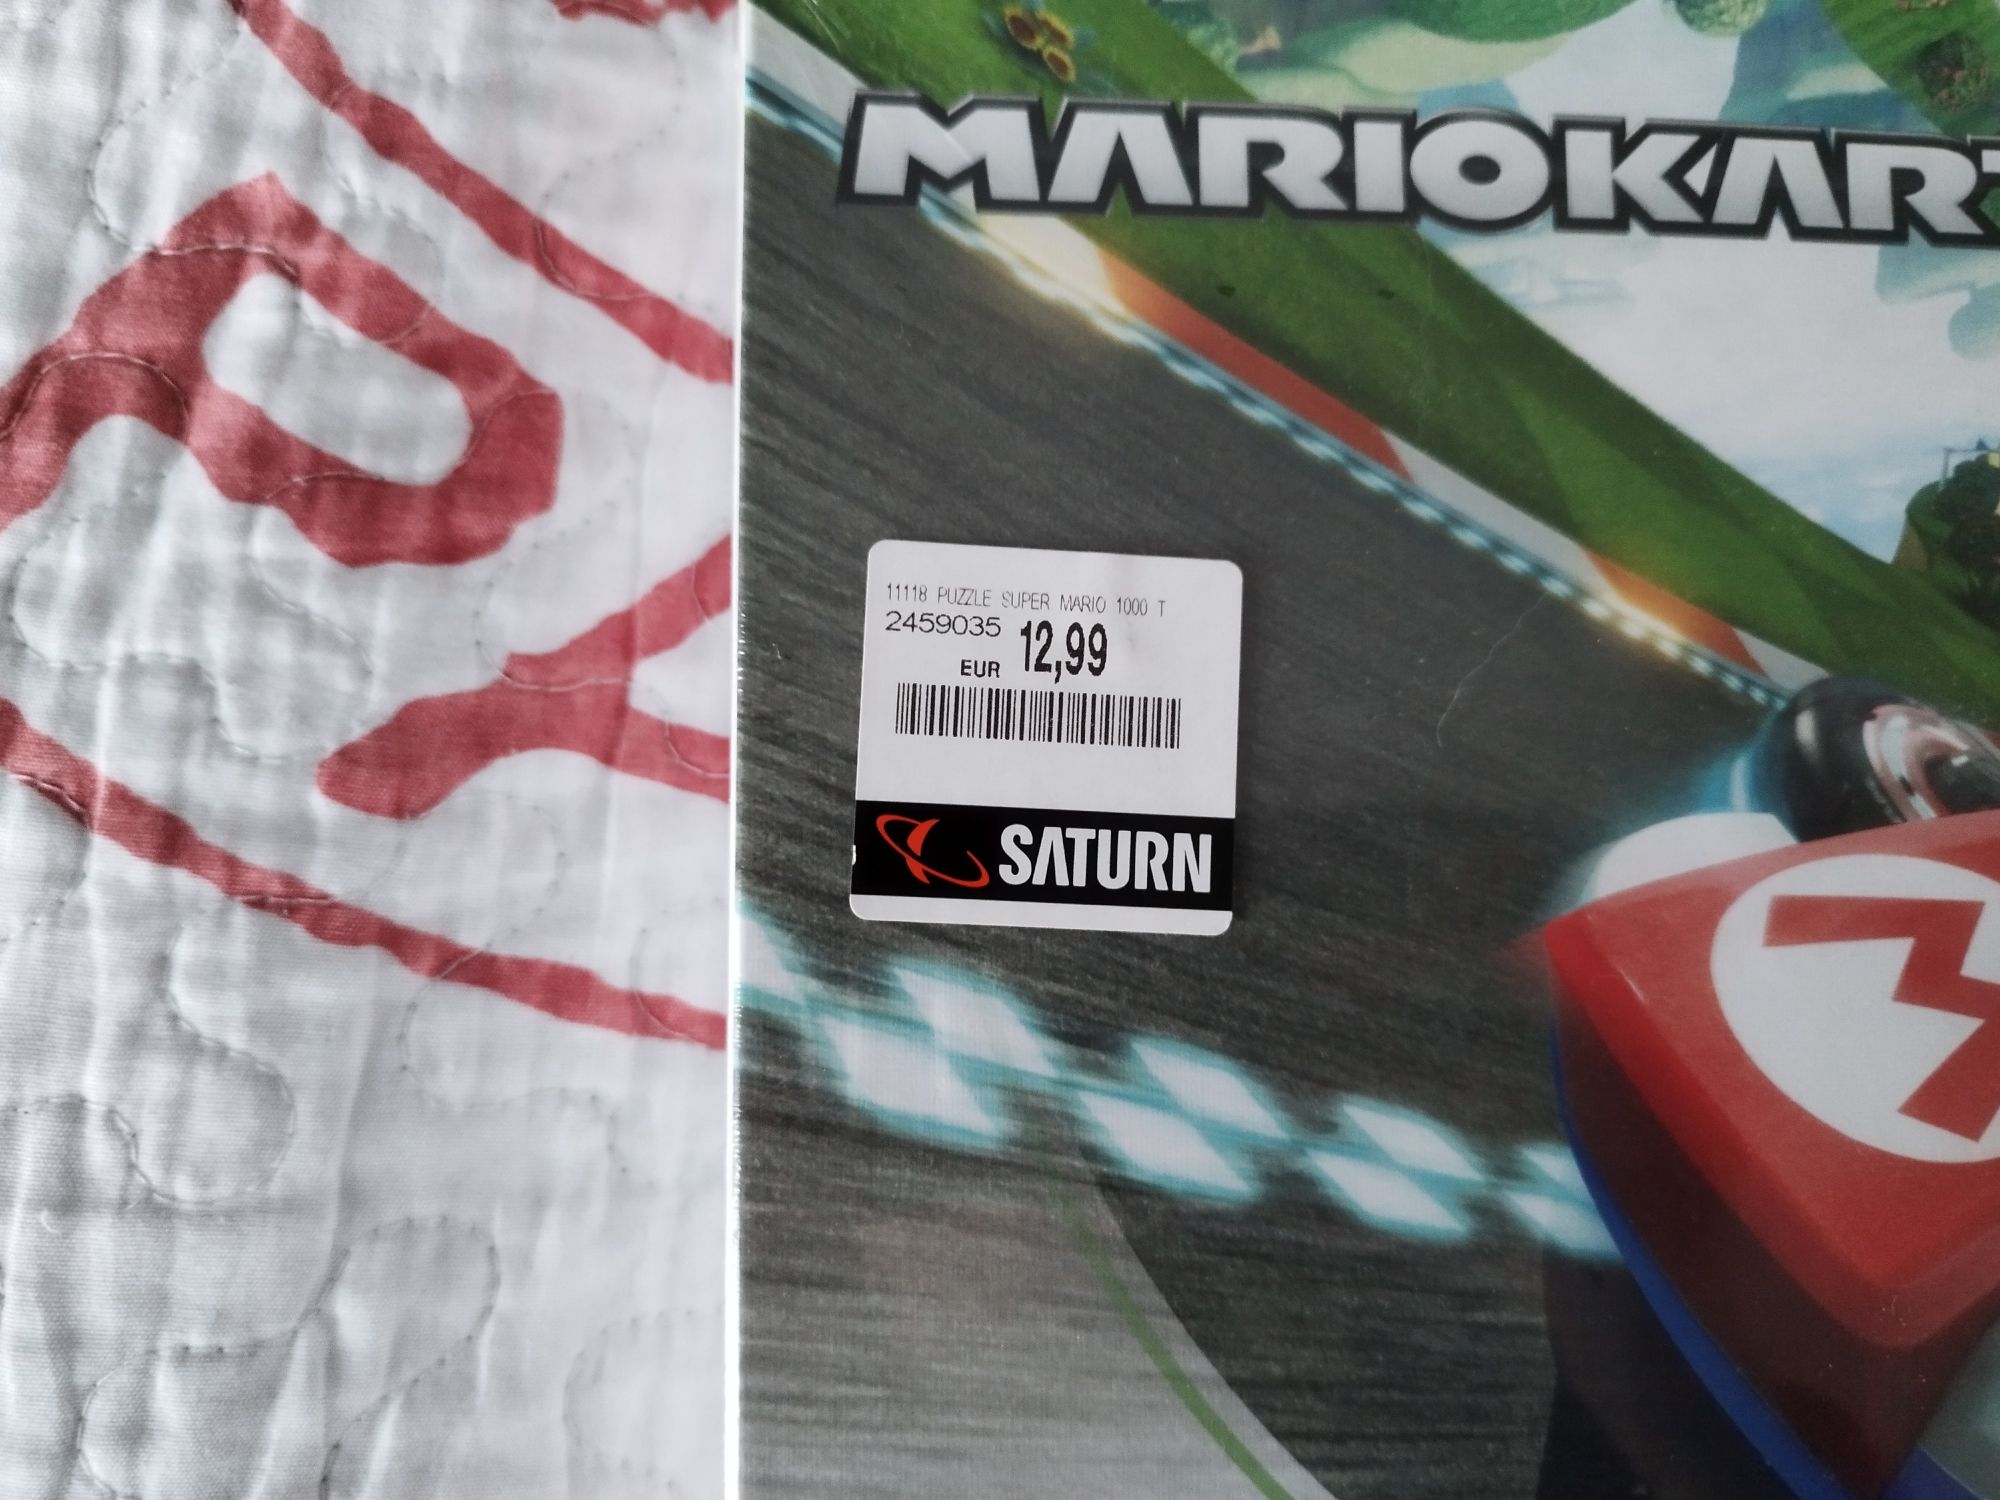 MARIOKART
11118 PUZZLE SUPER MARIO 1000 T
2459035
EUR 12,99
SATURN